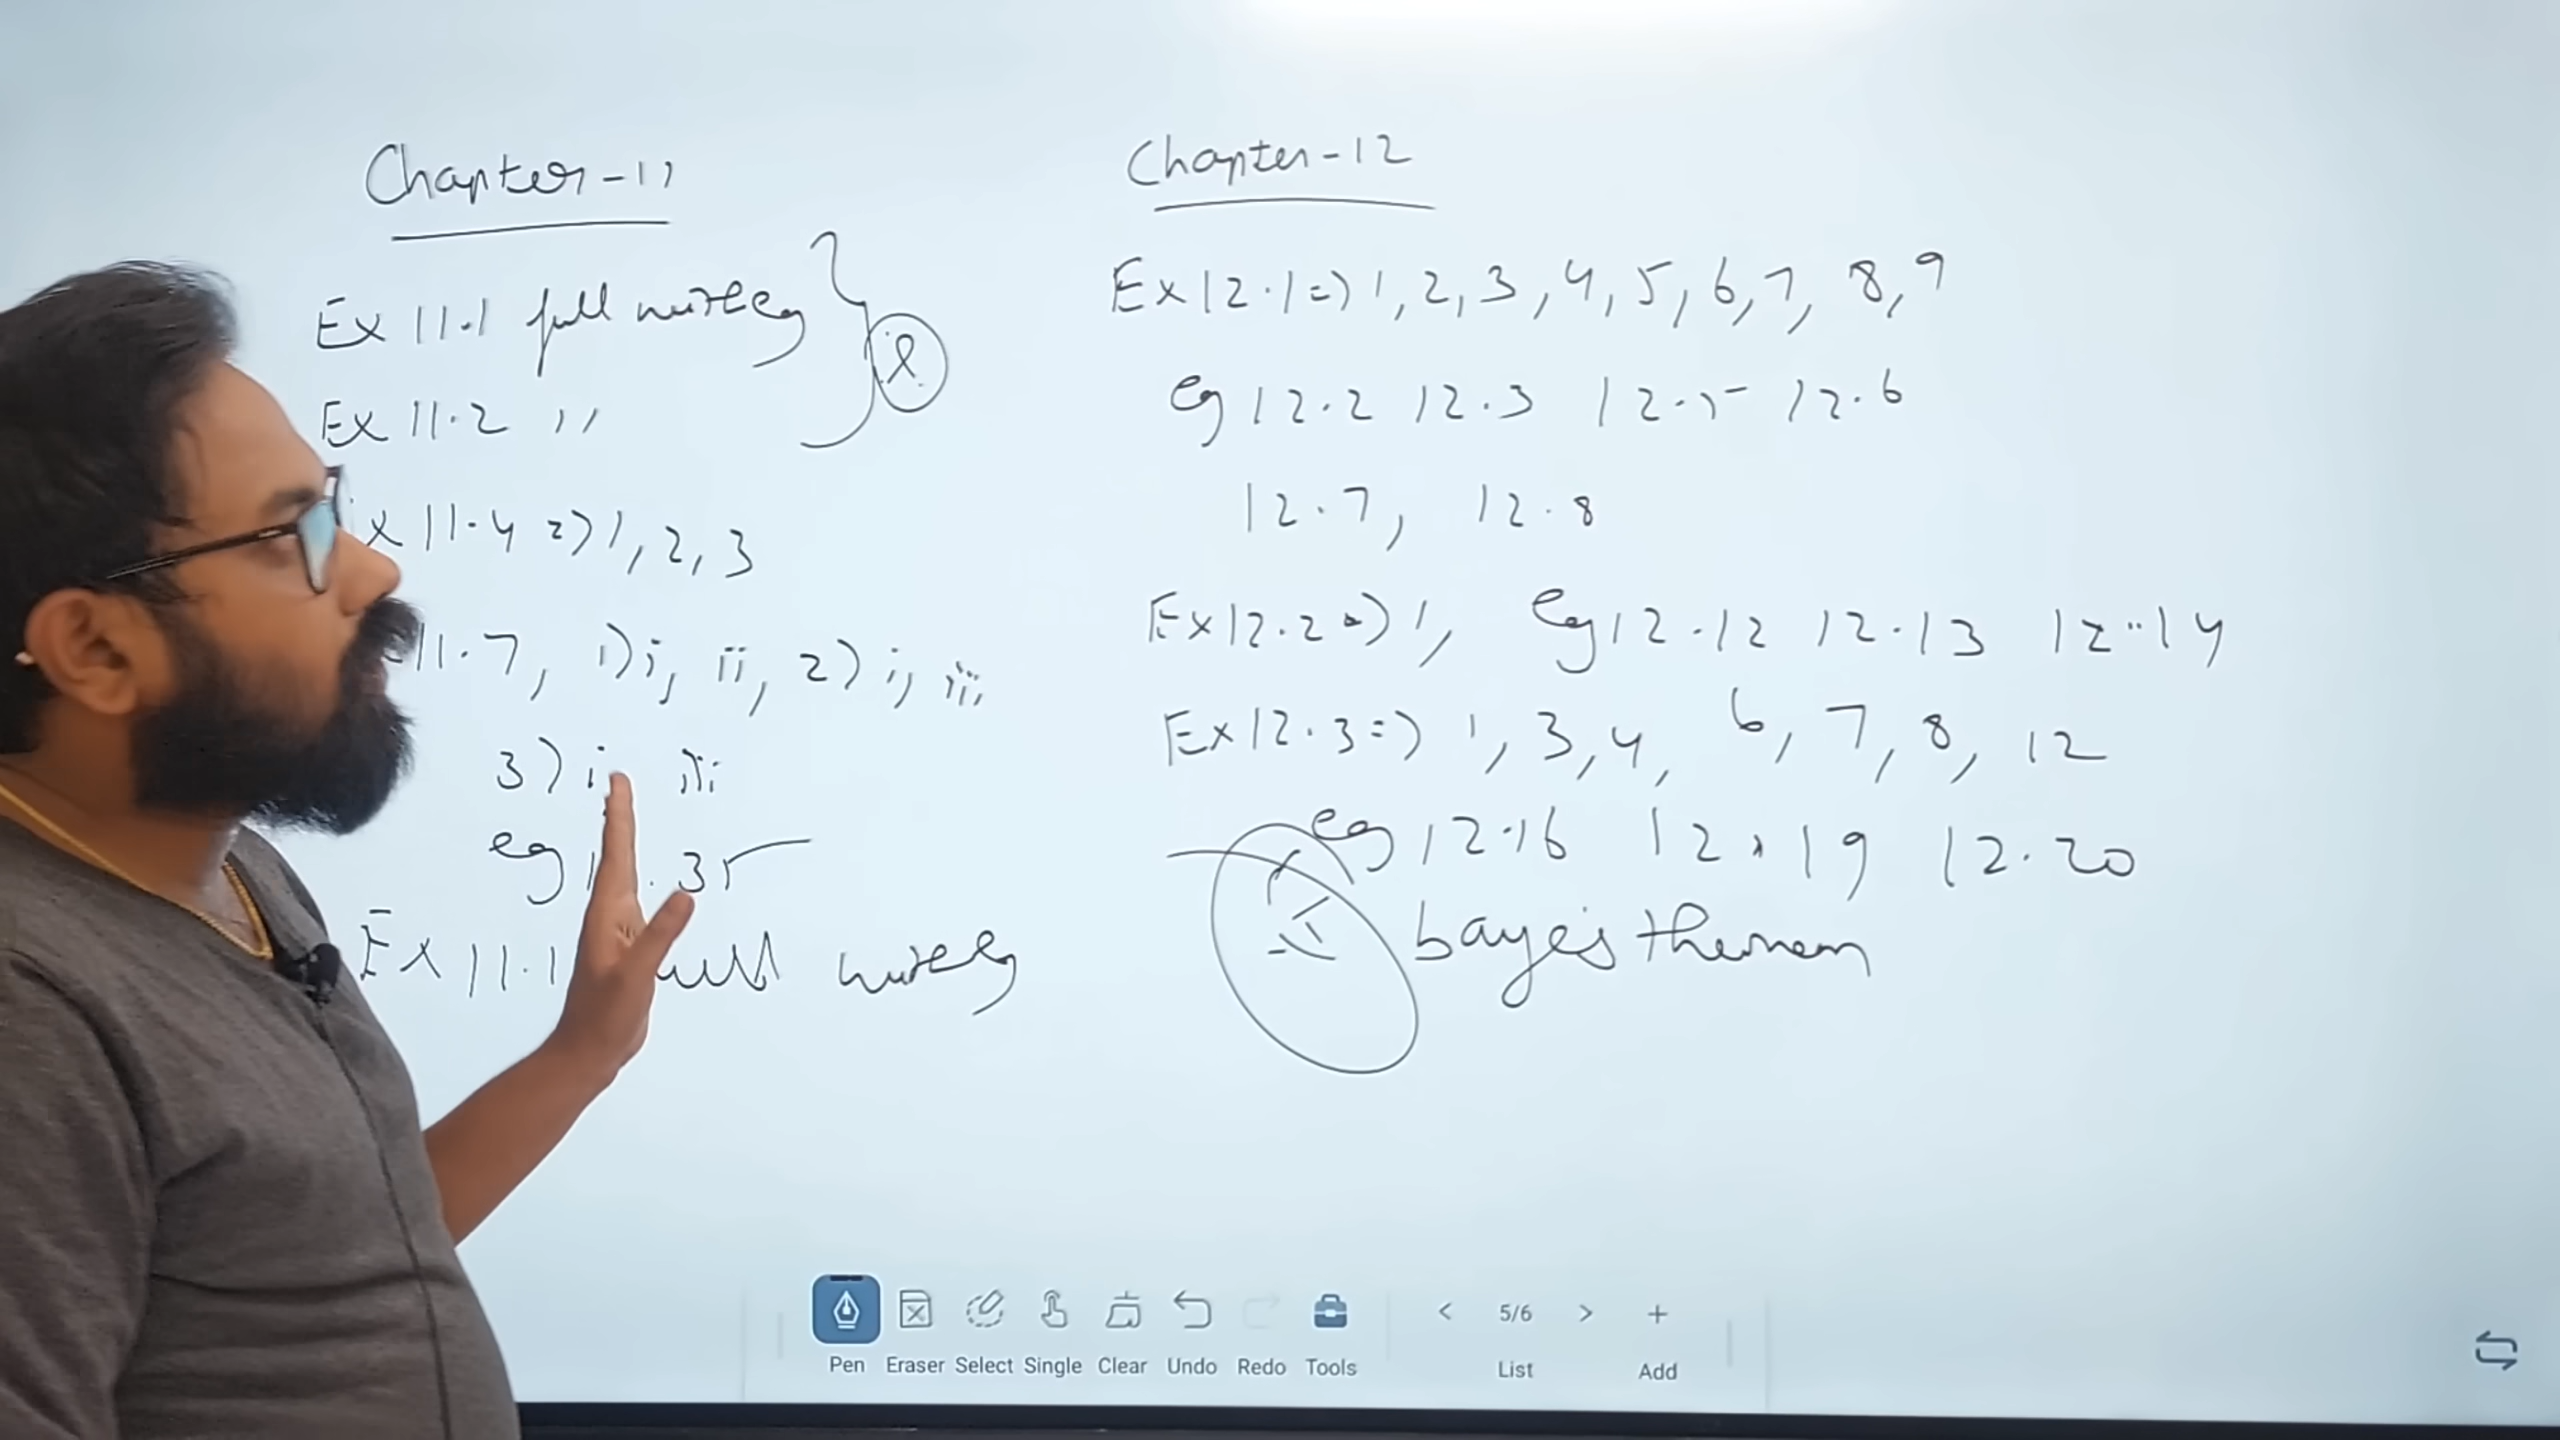 Chapter-11
Ex 11.1 full
Ex 11.2 ,,
x 11.4 => 1, 2, 3
11.7, 1) i, ii, 2) i, iii
3) i iii
eg 35
Ex 11.1
Chapter-12
Ex 12.1 => 1, 2, 3, 4, 5, 6, 7, 8, 9
eg 12.2 12.3 12.5 12.6
12.7, 12.8
Ex 12.2 => 1, eg 12.12 12.13 12.14
Ex 12.3 => 1, 3, 4, 6, 7, 8, 12
eg 12.16 12.19 12.20
baye's theorem
5/6
Pen Eraser Select Single Clear Undo Redo Tools List Add